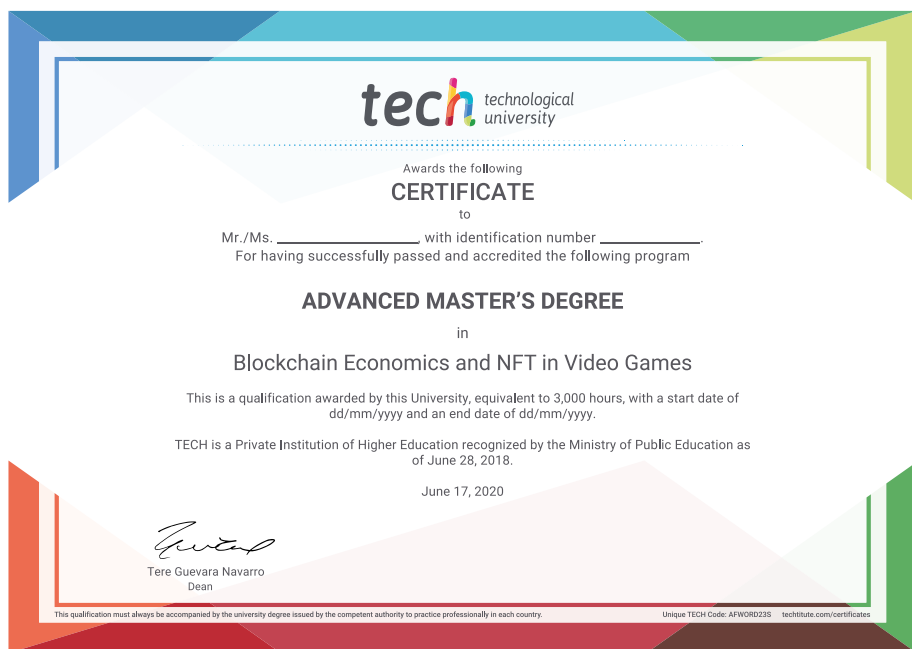 tech technological
university
Awards the following
CERTIFICATE
to
Mr./Ms. ____________________, with identification number ______________.
For having successfully passed and accredited the following program
ADVANCED MASTER’S DEGREE
in
Blockchain Economics and NFT in Video Games
This is a qualification awarded by this University, equivalent to 3,000 hours, with a start date of
dd/mm/yyyy and an end date of dd/mm/yyyy.
TECH is a Private Institution of Higher Education recognized by the Ministry of Public Education as
of June 28, 2018.
June 17, 2020
Tere Guevara Navarro
Dean
This qualification must always be accompanied by the university degree issued by the competent authority to practice professionally in each country.
Unique TECH Code: AFWORD23S techtitute.com/certificates